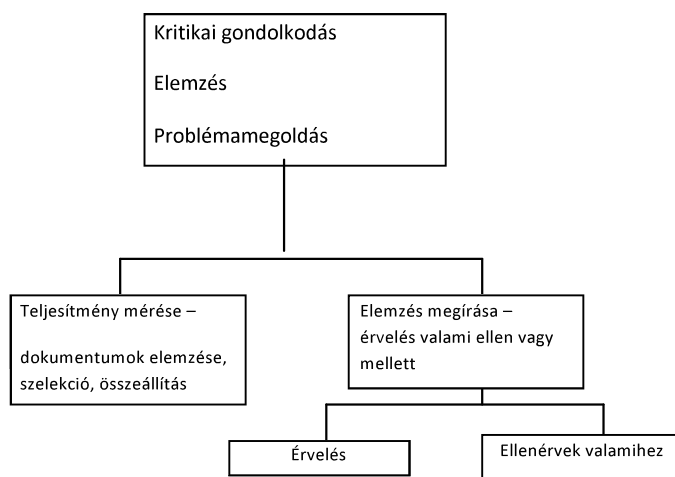 Kritikai gondolkodás
Elemzés
Problémamegoldás
Teljesítmény mérése –
dokumentumok elemzése,
szelekció, összeállítás
Elemzés megírása –
érvelés valami ellen vagy
mellett
Érvelés
Ellenérvek valamihez